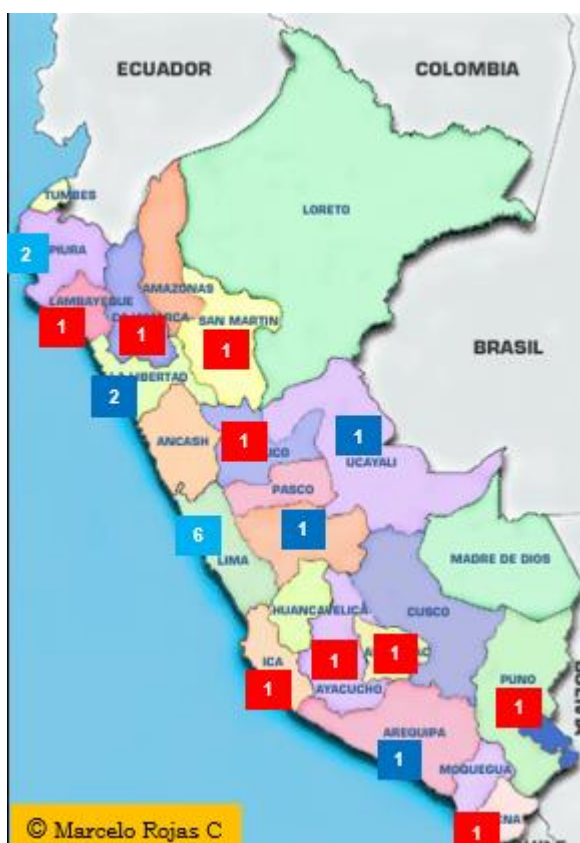 ECUADOR
COLOMBIA
TUMBES
LORETO
2
PIURA
AMAZONAS
LAMBAYEQUE
1
1
SAN MARTIN
1
BRASIL
2
1
ANCASH
1
UCAYALI
PASCO
6
1
LIMA
MADRE DE DIOS
HUANCAVELICA
CUSCO
1
1
ICA
1
AYACUCHO
PUNO
1
AREQUIPA
1
MOQUEGUA
1
© Marcelo Rojas C